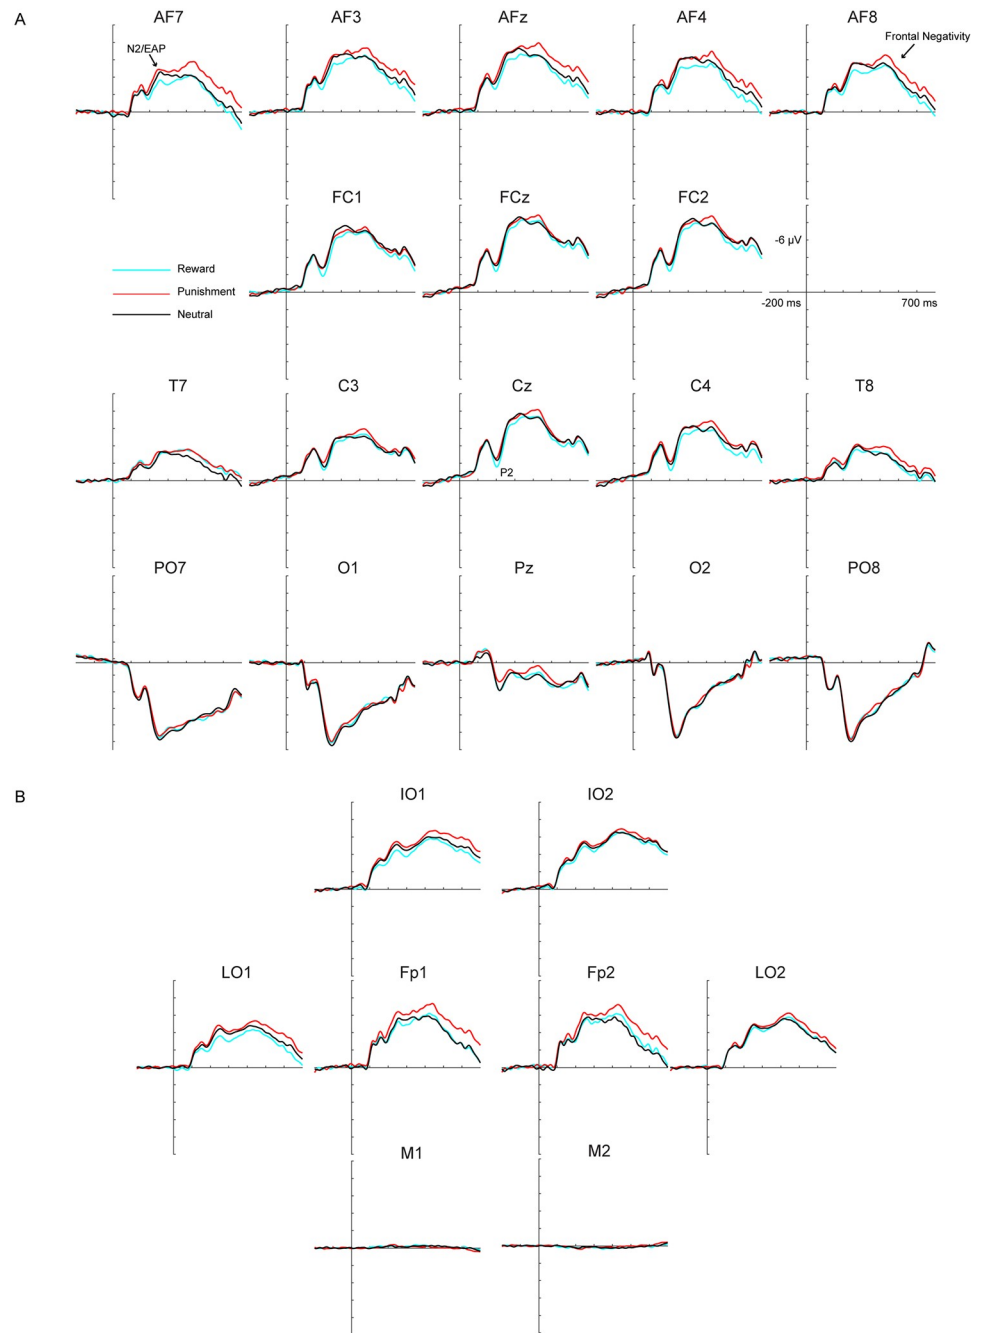 A
AF7
AF3
AFz
AF4
AF8
N2/EAP
Frontal Negativity
FC1
FCz
FC2
-6 µV
-200 ms
700 ms
Reward
Punishment
Neutral
T7
C3
Cz
C4
T8
P2
PO7
O1
Pz
O2
PO8
B
IO1
IO2
LO1
Fp1
Fp2
LO2
M1
M2